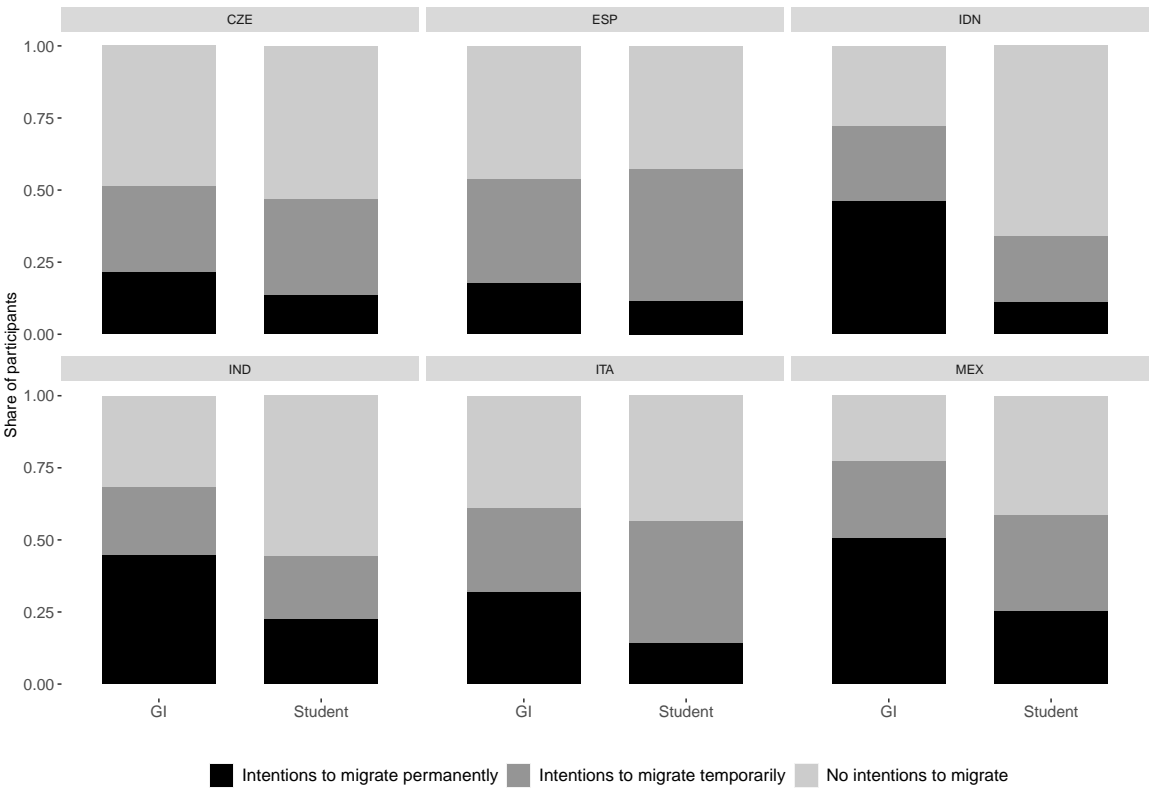 CZE ESP IDN
1.00
0.75
0.50
0.25
0.00
Share of participants
IND ITA MEX
1.00
0.75
0.50
0.25
0.00
GI Student GI Student GI Student
Intentions to migrate permanently Intentions to migrate temporarily No intentions to migrate